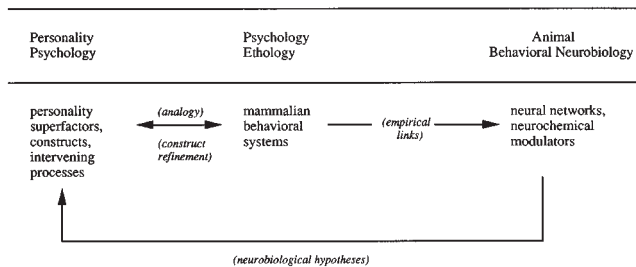 Personality
Psychology
Psychology
Ethology
Animal
Behavioral Neurobiology
personality
superfactors,
constructs,
intervening
processes
(analogy)
(construct
refinement)
mammalian
behavioral
systems
(empirical
links)
neural networks,
neurochemical
modulators
(neurobiological hypotheses)